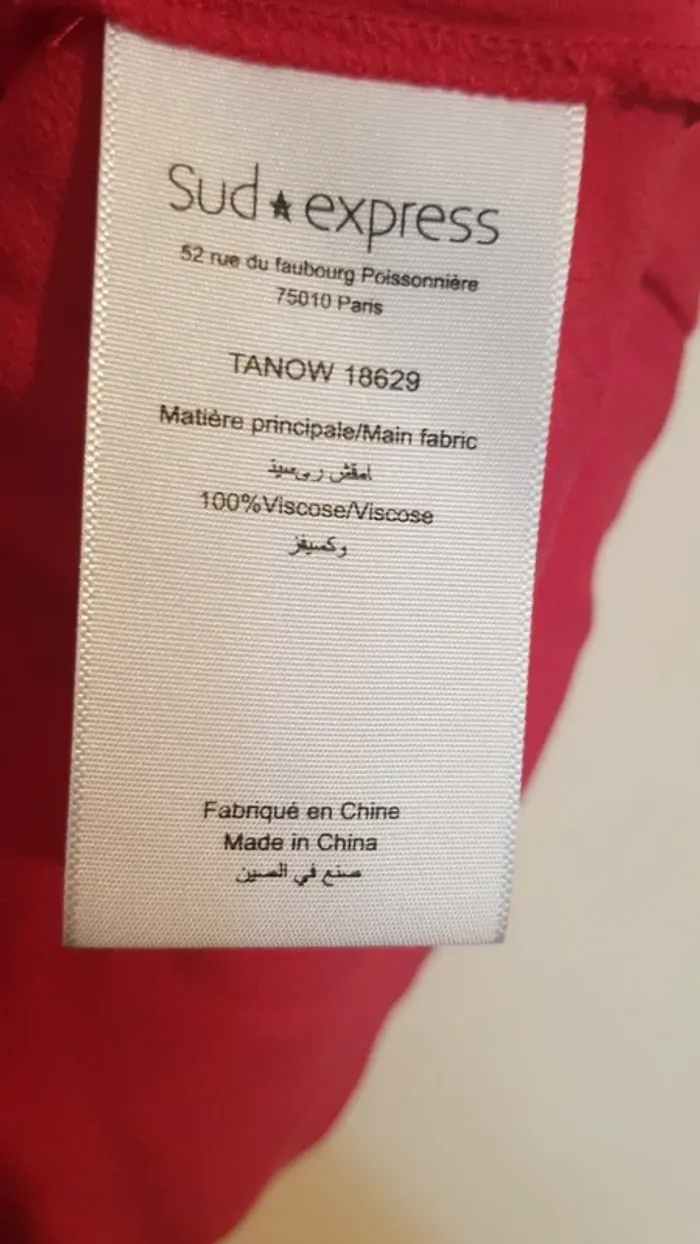 Sud★express
52 rue du faubourg Poissonnière
75010 Paris
TANOW 18629
Matière principale/Main fabric
100%Viscose/Viscose
وكسيفز
Fabriqué en Chine
Made in China
صنع في الصين